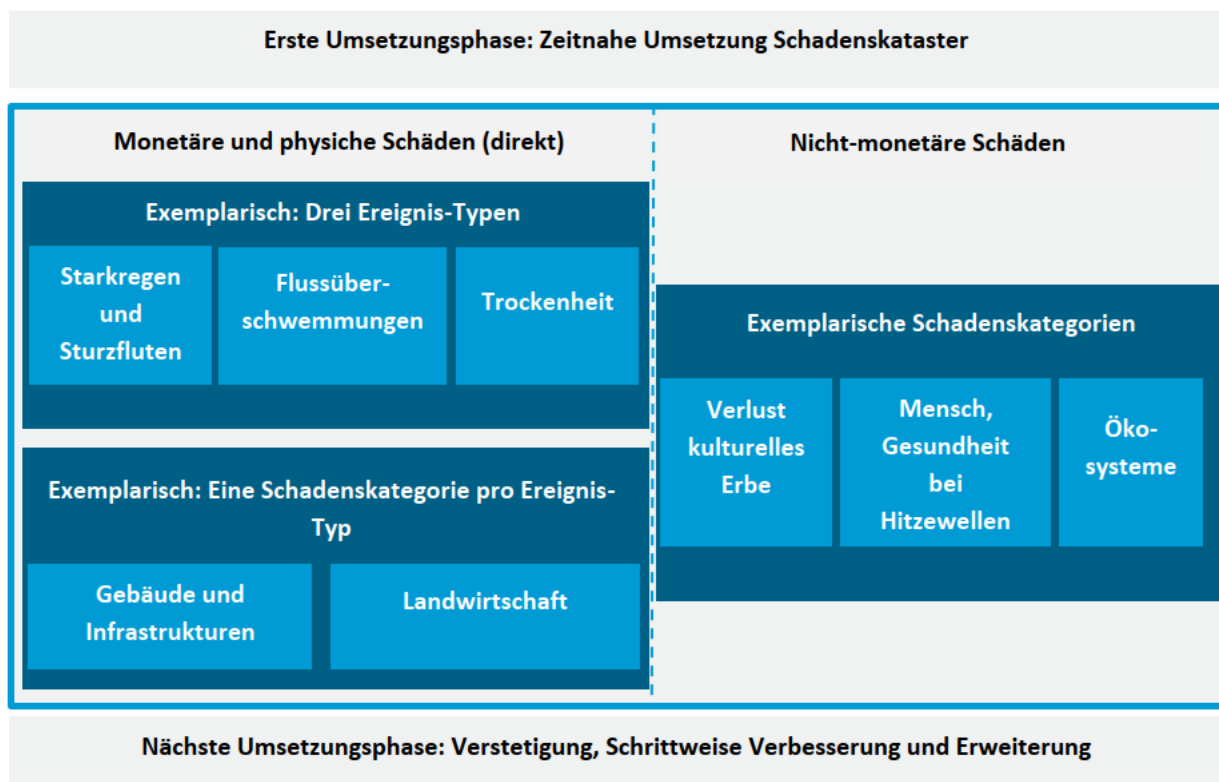 Erste Umsetzungsphase: Zeitnahe Umsetzung Schadenskataster
Monetäre und physiche Schäden (direkt)
Exemplarisch: Drei Ereignis-Typen
Starkregen
und
Sturzfluten
Flussüber-
schwemmungen
Trockenheit
Exemplarisch: Eine Schadenskategorie pro Ereignis-
Typ
Gebäude und
Infrastrukturen
Landwirtschaft
Nicht-monetäre Schäden
Exemplarische Schadenskategorien
Verlust
kulturelles
Erbe
Mensch,
Gesundheit
bei
Hitzewellen
Öko-
systeme
Nächste Umsetzungsphase: Verstetigung, Schrittweise Verbesserung und Erweiterung